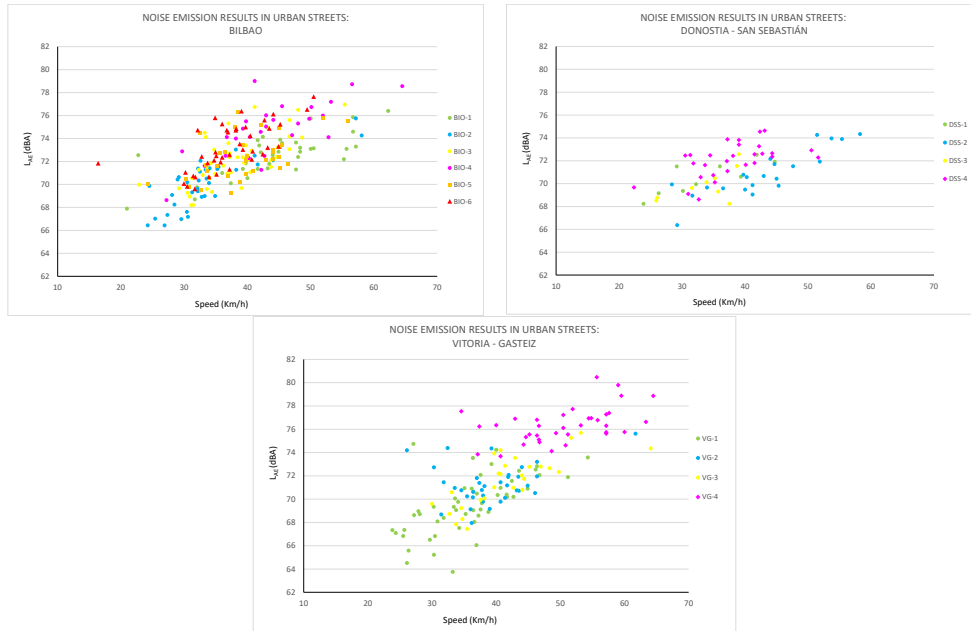 NOISE EMISSION RESULTS IN URBAN STREETS:
BILBAO
82
80
78
76
74
72
70
68
66
64
62
10 20 30 40 50 60 70
LAE (dBA)
Speed (Km/h)
BIO-1
BIO-2
BIO-3
BIO-4
BIO-5
BIO-6
NOISE EMISSION RESULTS IN URBAN STREETS:
DONOSTIA - SAN SEBASTIÁN
82
80
78
76
74
72
70
68
66
64
62
10 20 30 40 50 60 70
LAE (dBA)
Speed (Km/h)
DSS-1
DSS-2
DSS-3
DSS-4
NOISE EMISSION RESULTS IN URBAN STREETS:
VITORIA - GASTEIZ
82
80
78
76
74
72
70
68
66
64
62
10 20 30 40 50 60 70
LAE (dBA)
Speed (Km/h)
VG-1
VG-2
VG-3
VG-4